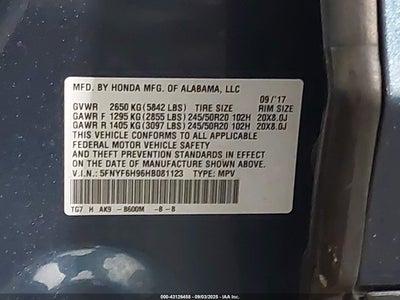 MFD. BY HONDA MFG. OF ALABAMA, LLC
09/'17
GVWR 2650 KG (5842 LBS) TIRE SIZE RIM SIZE
GAWR F 1295 KG (2855 LBS) 245/50R20 102H 20X8.0J
GAWR R 1405 KG (3097 LBS) 245/50R20 102H 20X8.0J
THIS VEHICLE CONFORMS TO ALL APPLICABLE
FEDERAL MOTOR VEHICLE SAFETY
AND THEFT PREVENTION STANDARDS IN EFFECT
ON THE DATE OF MANUFACTURE SHOWN ABOVE.
V.I.N.: 5FNYF6H96HB081123 TYPE: MPV
TG7 H AK9 -B600M -B -B
000-43126458 - 09/03/2025 - IAA Inc.